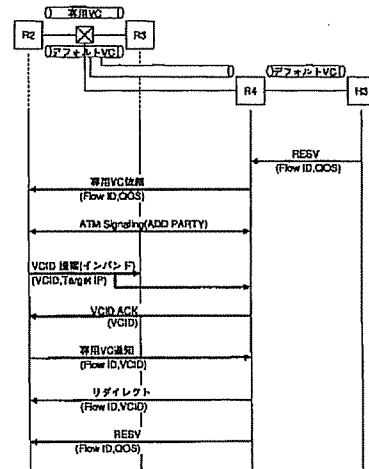 専用VC
R2
R3
デフォルトVC
デフォルトVC
R4
H3
RESV
(Flow ID,QOS)
専用VC依頼
(Flow ID,QOS)
ATM Signaling(ADD PARTY)
VCID 提案(インバンド)
(VCID,Target IP)
VCID ACK
(VCID)
専用VC通知
(Flow ID,VCID)
リダイレクト
(Flow ID,VCID)
RESV
(Flow ID,QOS)